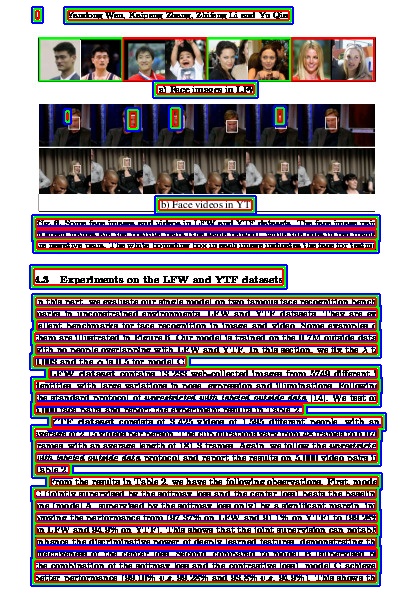 Yandong Wen, Kaipeng Zhang, Zhifeng Li and Yu Qiao
a) Face images in LFW
b) Face videos in YT
Fig. 6. Some face images and videos in LFW and YTF datasets. The face image pairs
in green frames are the positive pairs (the same person), while the ones in red frames
are negative pairs. The white bounding box in each image indicates the face for testing.
4.3 Experiments on the LFW and YTF datasets
In this part, we evaluate our single model on two famous face recognition bench
marks in unconstrained environments, LFW and YTF datasets. They are ex
ellent benchmarks for face recognition in image and video. Some examples o
them are illustrated in Figure 6. Our model is trained on the 0.7M outside data
with no people overlapping with LFW and YTF. In this section, we fix the λ t
0.003 and the α is 0.5 for model C.
LFW dataset contains 13,233 web-collected images from 5749 different i
dentities with large variations in pose, expression and illuminations. Following
the standard protocol of unrestricted with labeled outside data [14]. We test on
6,000 face pairs and report the experiment results in Table 2.
YTF dataset consists of 3,425 videos of 1,595 different people, with an
average of 2.15 videos per person. The clip durations vary from 48 frames to 6,070
frames, with an average length of 181.3 frames. Again, we follow the unrestricted
with labeled outside data protocol and report the results on 5,000 video pairs in
Table 2.
From the results in Table 2, we have the following observations. First, model
C (jointly supervised by the softmax loss and the center loss) beats the baseline
one (model A, supervised by the softmax loss only) by a significant margin, im
proving the performance from 97.37% on LFW and 91.1% on YTF to 99.28%
on LFW and 94.9% on YTF. This shows that the joint supervision can notably
enhance the discriminative power of deeply learned features, demonstrating the
effectiveness of the center loss. Second, compared to model B (supervised by
the combination of the softmax loss and the contrastive loss), model C achieves
better performance (99.10% v.s. 99.28% and 93.8% v.s. 94.9%). This shows th